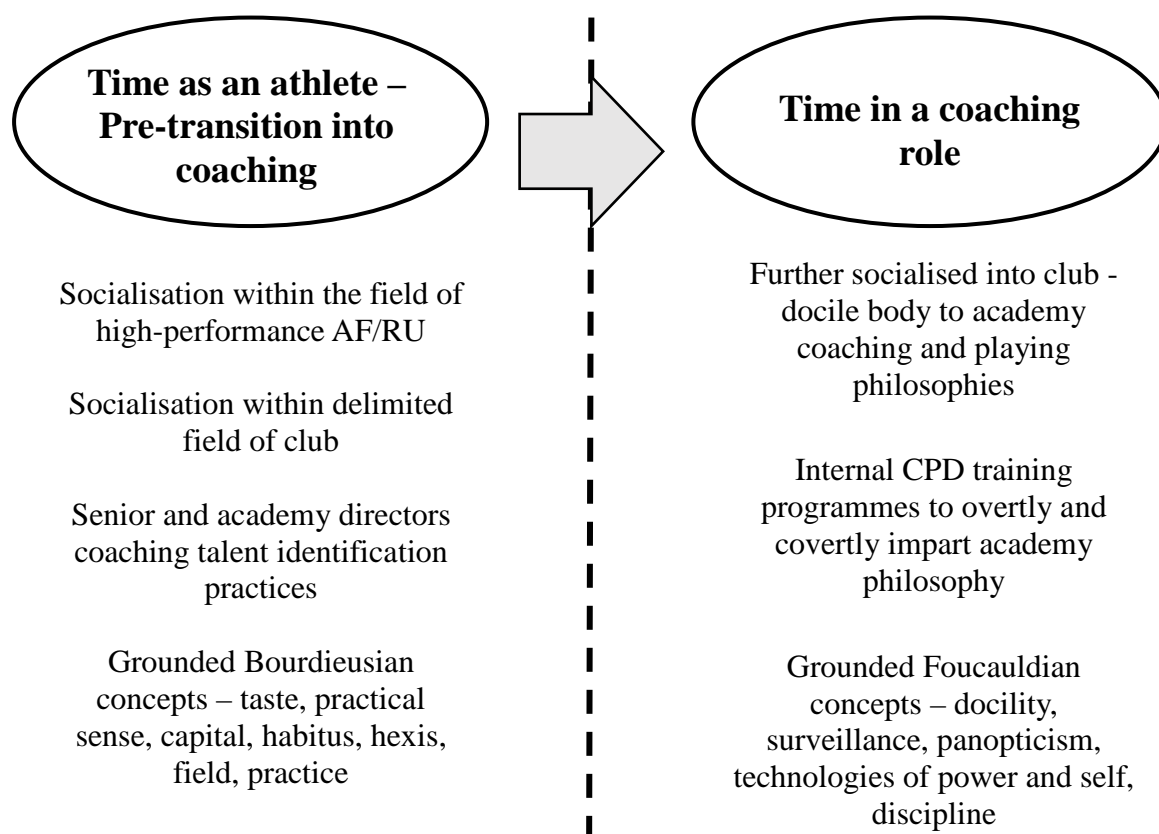 Time as an athlete –
Pre-transition into
coaching
Socialisation within the field of
high-performance AF/RU
Socialisation within delimited
field of club
Senior and academy directors
coaching talent identification
practices
Grounded Bourdieusian
concepts – taste, practical
sense, capital, habitus, hexis,
field, practice
Time in a coaching
role
Further socialised into club -
docile body to academy
coaching and playing
philosophies
Internal CPD training
programmes to overtly and
covertly impart academy
philosophy
Grounded Foucauldian
concepts – docility,
surveillance, panopticism,
technologies of power and self,
discipline